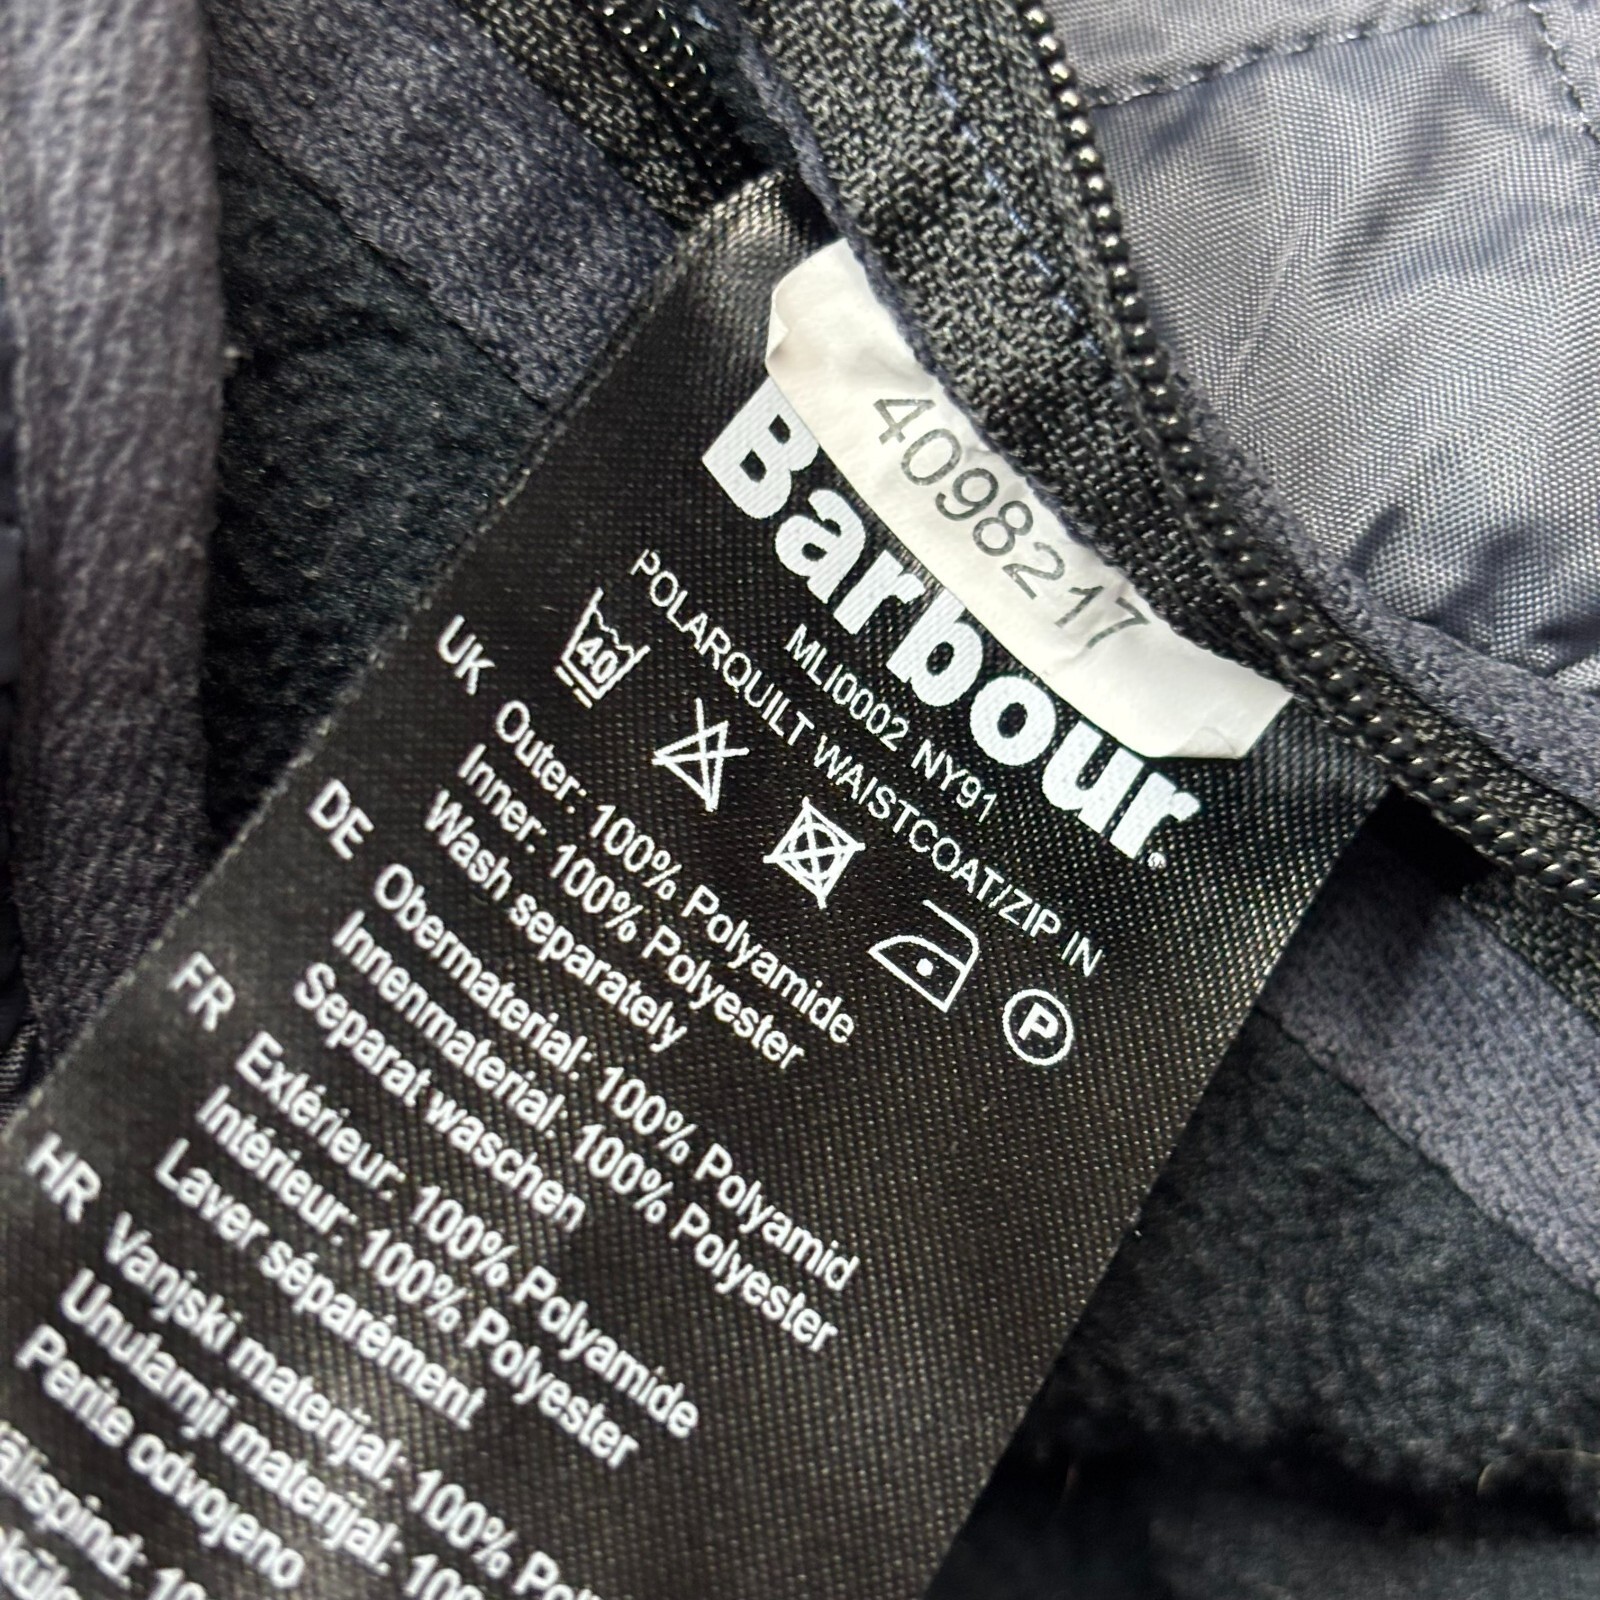 4098217
Barbour®
MLI0002 NY91
POLARQUILT WAISTCOAT/ZIP IN
40
P
UK Outer: 100% Polyamide
Inner: 100% Polyester
Wash separately
DE Obermaterial: 100% Polyamid
Innenmaterial: 100% Polyester
Separat waschen
FR Extérieur: 100% Polyamide
Intérieur: 100% Polyester
Laver séparément
HR Vanjski materijal: 100%
Unutarnji materijal: 100%
Perite odvojeno